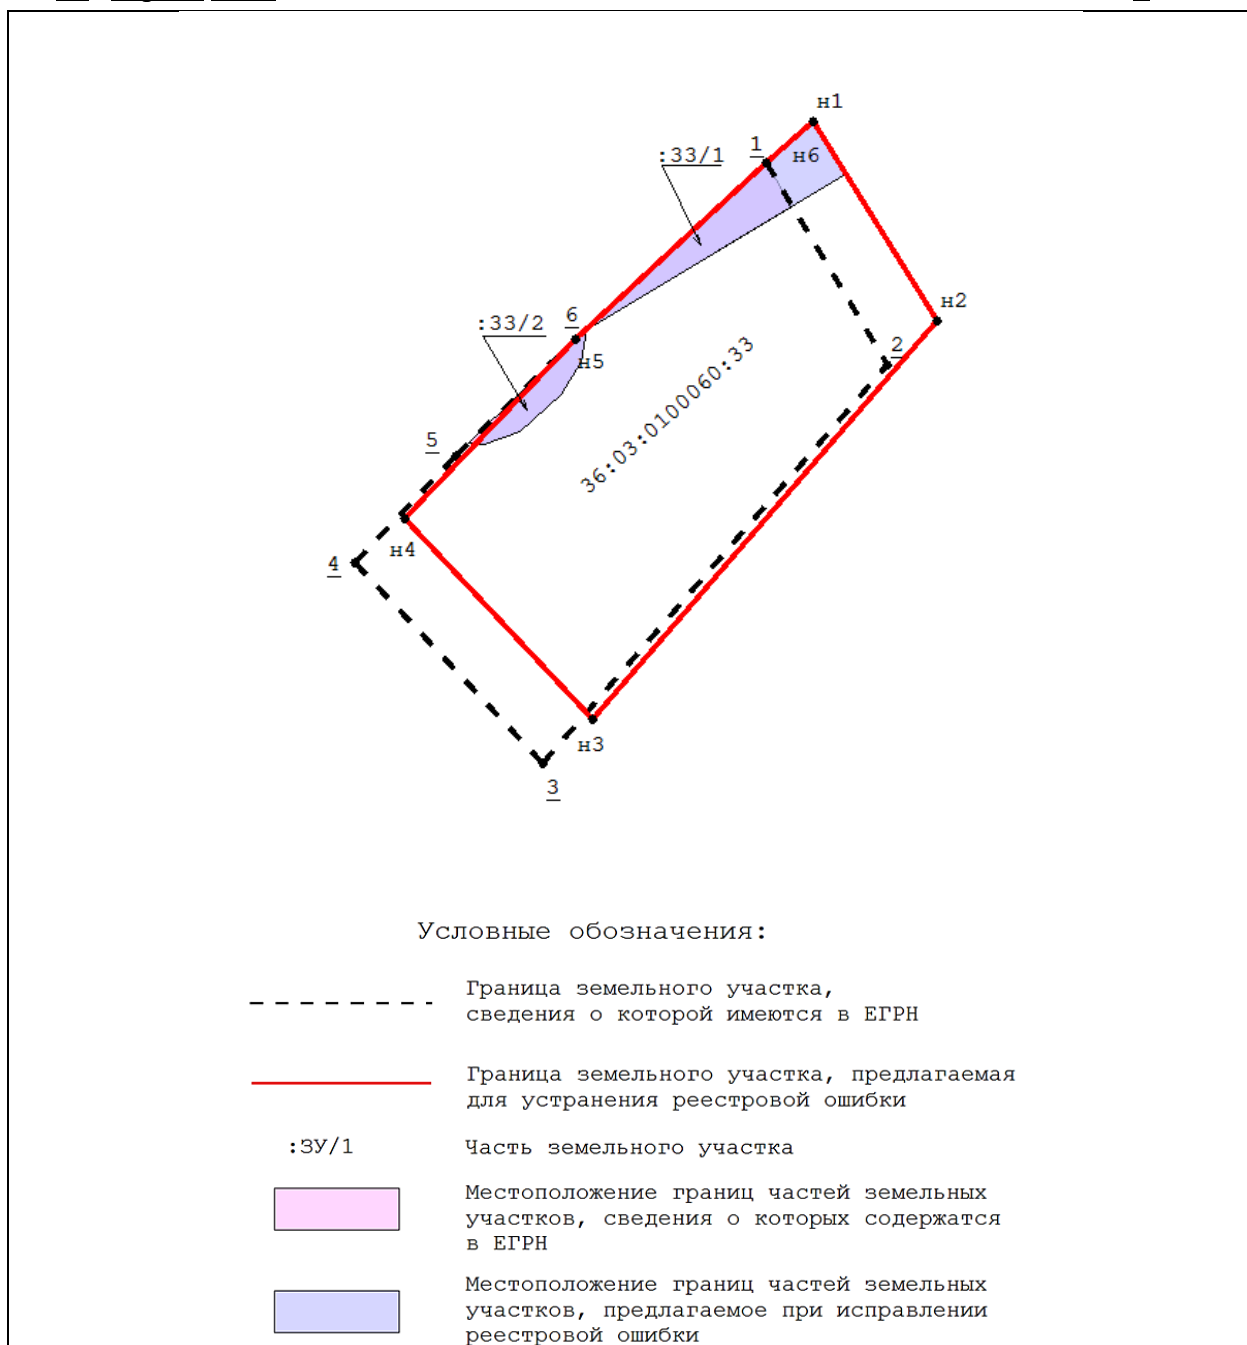 н1
1
н6
:33/1
н2
6
:33/2
2
н5
36:03:0100060:33
5
н4
4
н3
3
Условные обозначения:
Граница земельного участка,
сведения о которой имеются в ЕГРН
Граница земельного участка, предлагаемая
для устранения реестровой ошибки
:ЗУ/1
Часть земельного участка
Местоположение границ частей земельных
участков, сведения о которых содержатся
в ЕГРН
Местоположение границ частей земельных
участков, предлагаемое при исправлении
реестровой ошибки